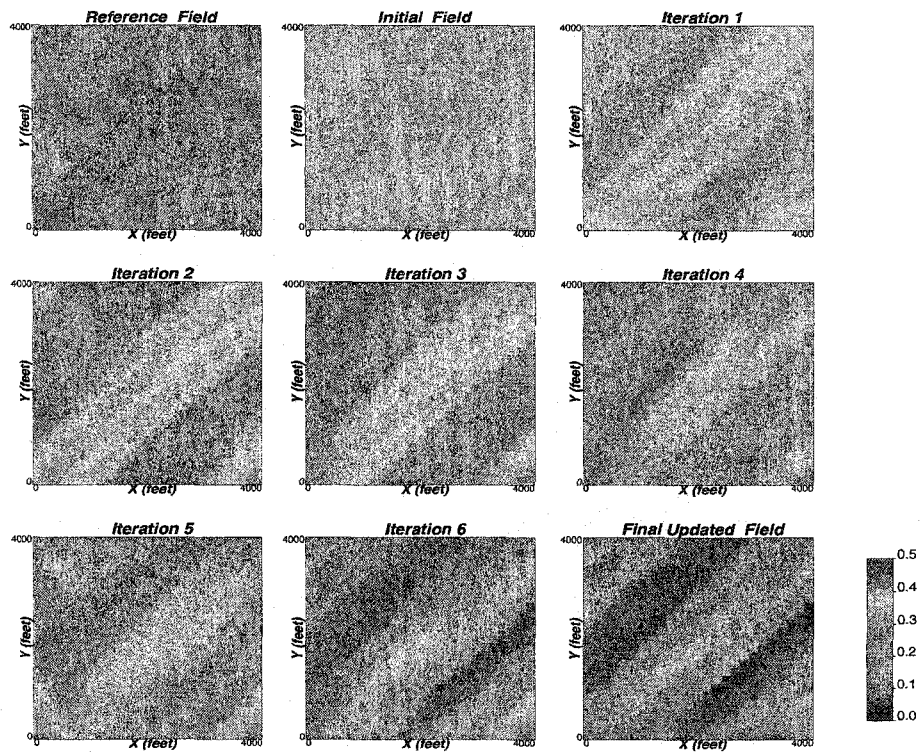 Reference Field
Initial Field
Iteration 1
4000
Y (feet)
0
0
X (feet)
4000
4000
Y (feet)
0
0
X (feet)
4000
4000
Y (feet)
0
0
X (feet)
4000
Iteration 2
Iteration 3
Iteration 4
4000
Y (feet)
0
0
X (feet)
4000
4000
Y (feet)
0
0
X (feet)
4000
4000
Y (feet)
0
0
X (feet)
4000
Iteration 5
Iteration 6
Final Updated Field
4000
Y (feet)
0
0
X (feet)
4000
4000
Y (feet)
0
0
X (feet)
4000
4000
Y (feet)
0
0
X (feet)
4000
0.5
0.4
0.3
0.2
0.1
0.0